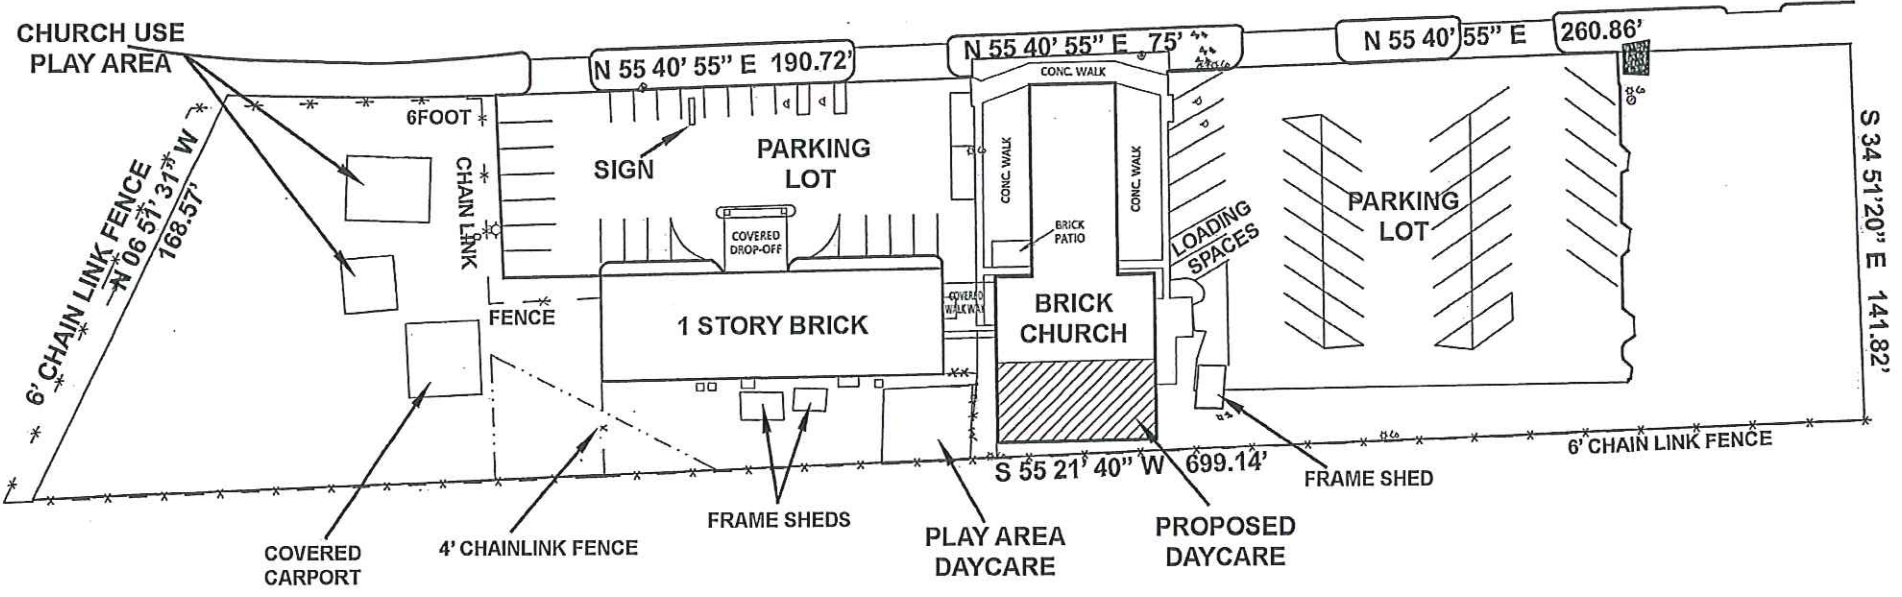 CHURCH USE
PLAY AREA
N 55 40' 55" E 190.72'
N 55 40' 55" E 75'
N 55 40' 55" E 260.86'
CONC. WALK
6FOOT
CHAIN LINK
FENCE
6' CHAIN LINK FENCE
N 06 51' 31" W
168.57'
SIGN
PARKING
LOT
COVERED
DROP-OFF
CONC. WALK
CONC. WALK
BRICK
PATIO
LOADING
SPACES
PARKING
LOT
S 34 51'20" E 141.82'
1 STORY BRICK
COVERED
WALKWAY
BRICK
CHURCH
S 55 21' 40" W 699.14'
6' CHAIN LINK FENCE
FRAME SHED
COVERED
CARPORT
4' CHAINLINK FENCE
FRAME SHEDS
PLAY AREA
DAYCARE
PROPOSED
DAYCARE